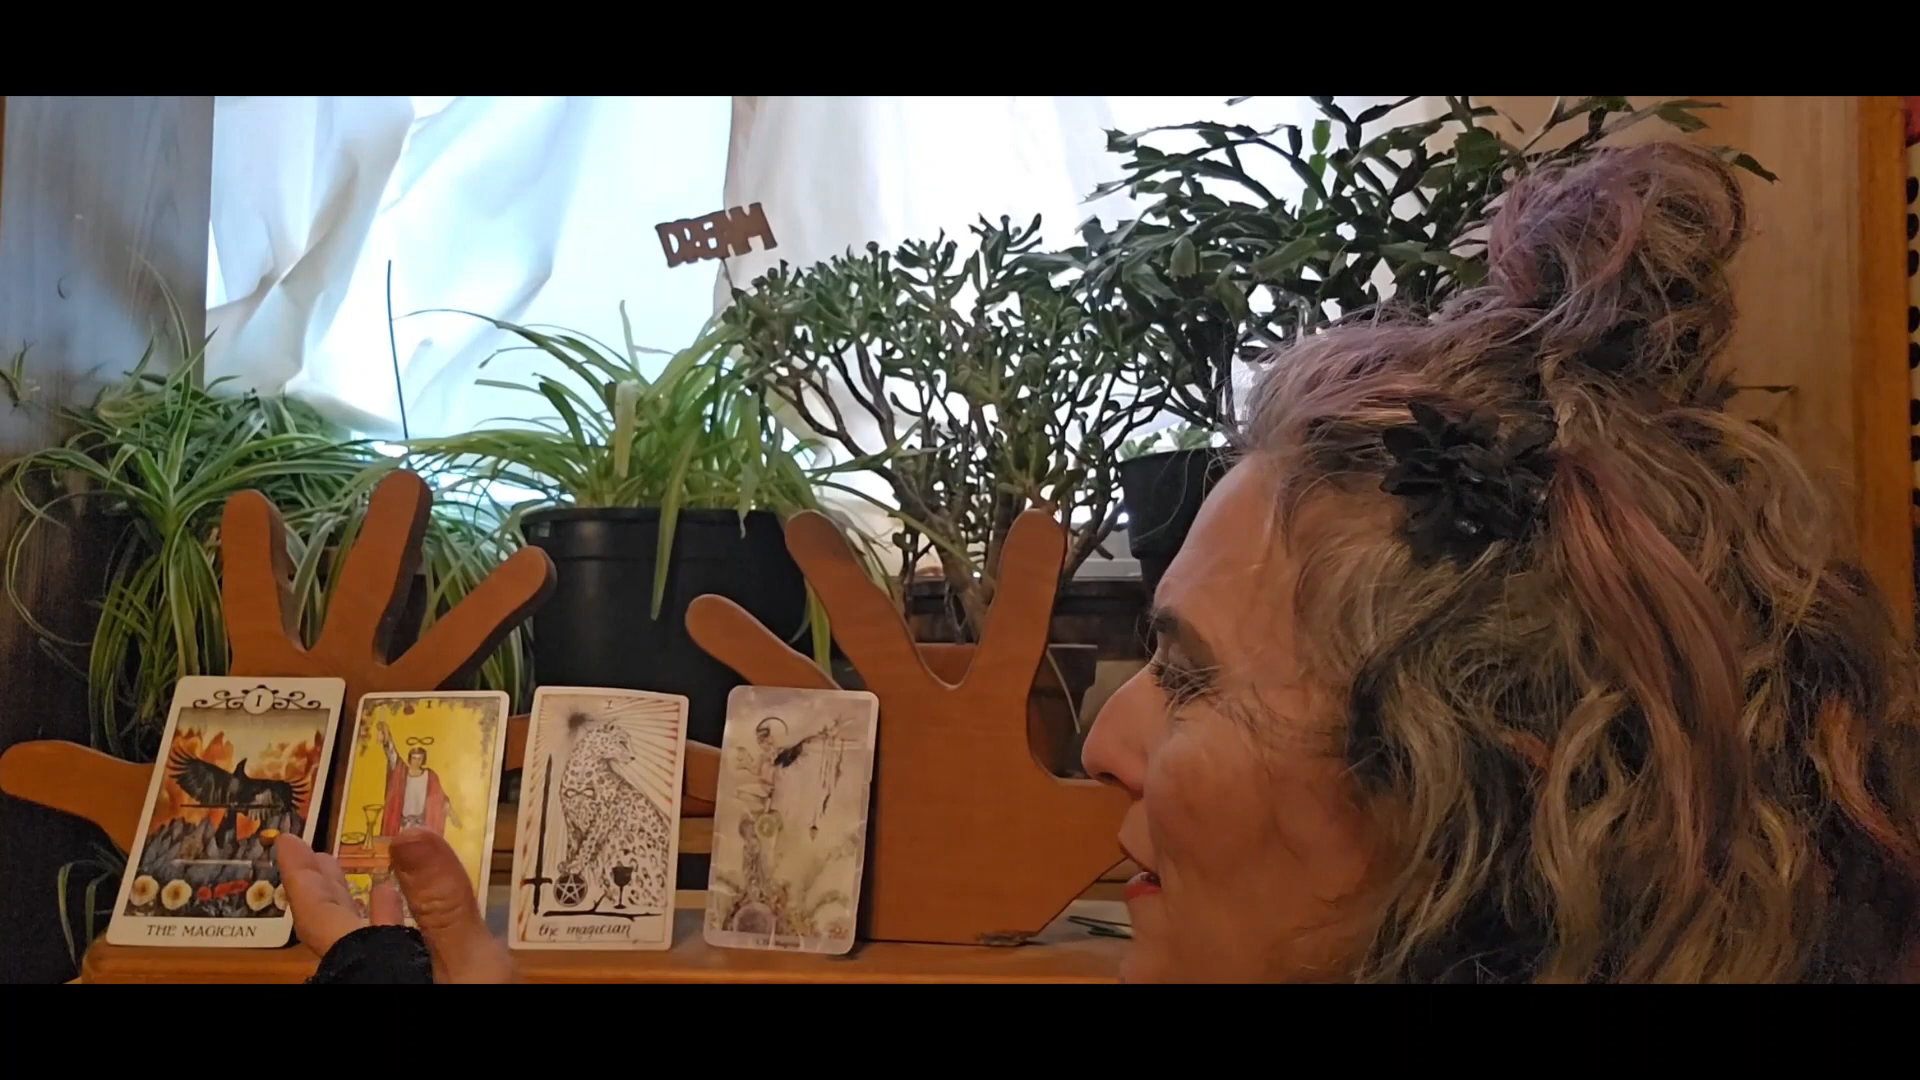 DREAM
I
THE MAGICIAN
I
I
the magician